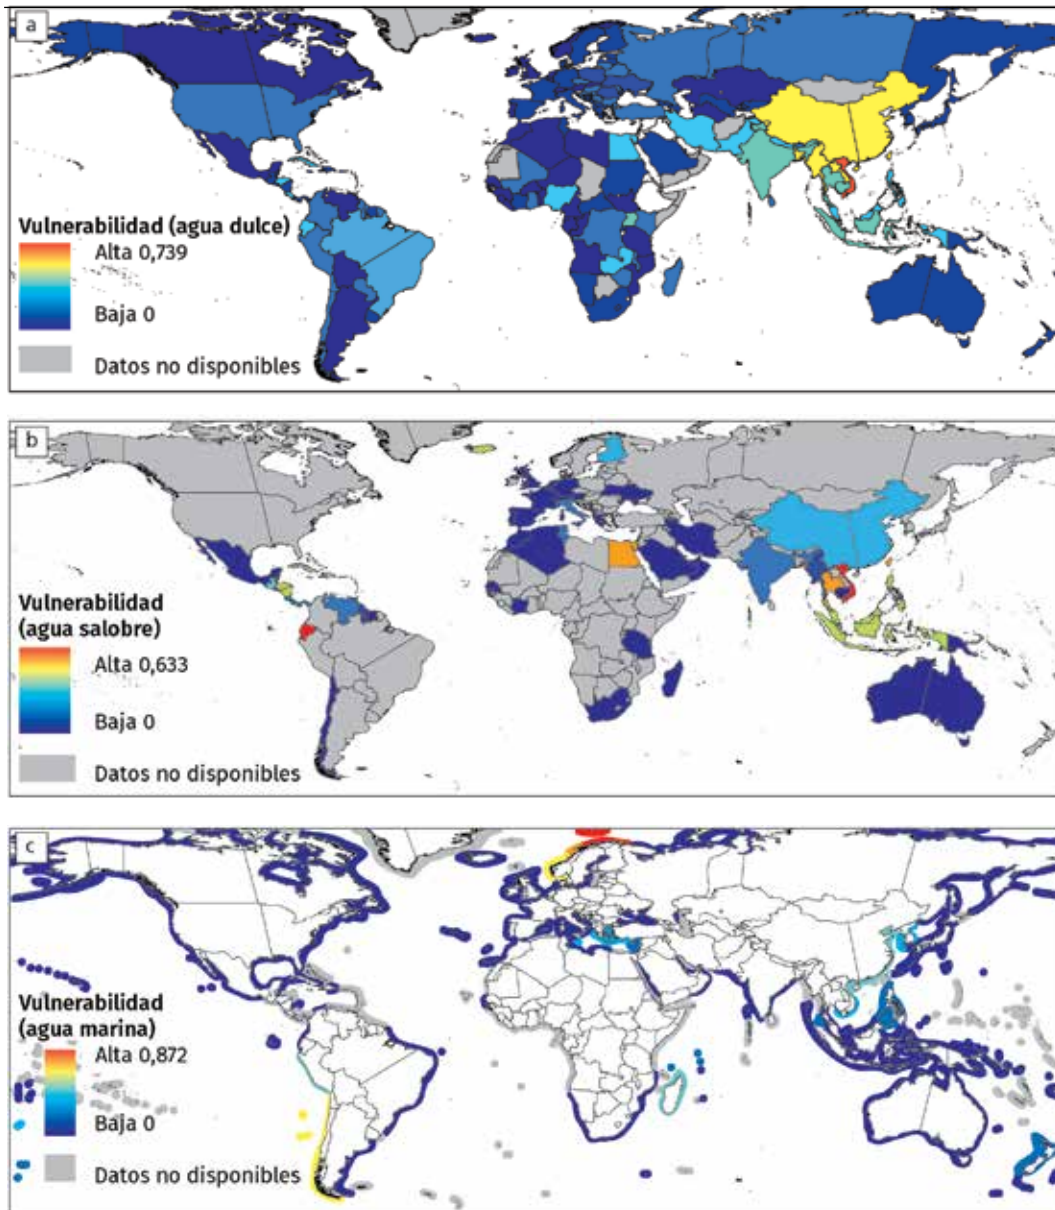 a
Vulnerabilidad (agua dulce)
Alta 0,739
Baja 0
Datos no disponibles
b
Vulnerabilidad
(agua salobre)
Alta 0,633
Baja 0
Datos no disponibles
c
Vulnerabilidad
(agua marina)
Alta 0,872
Baja 0
Datos no disponibles